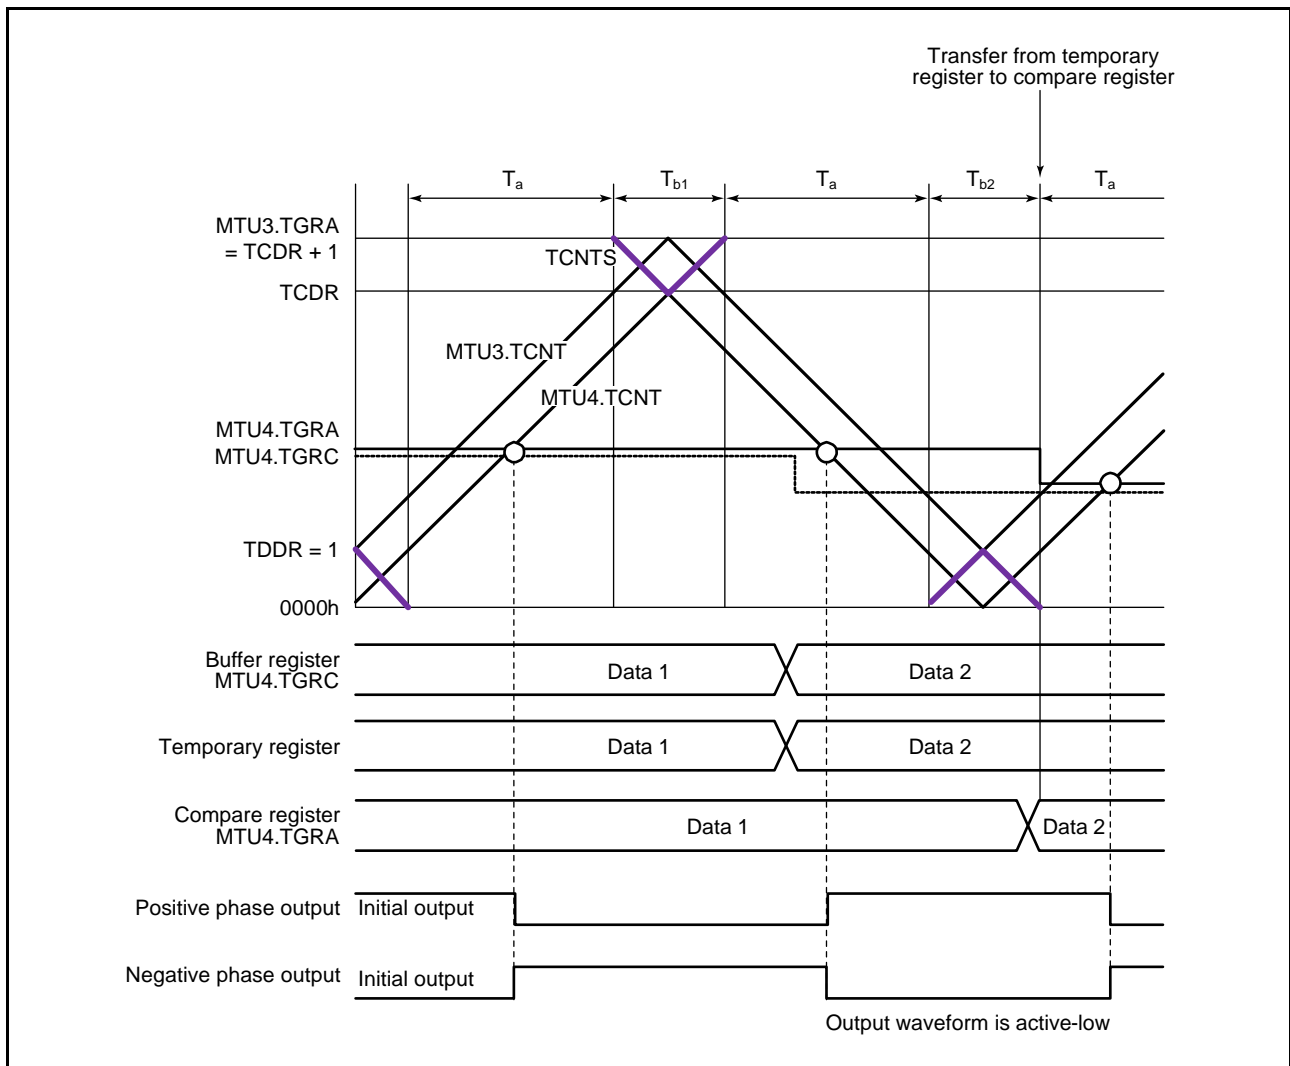 Transfer from temporary
register to compare register
Ta
Tb1
Ta
Tb2
Ta
MTU3.TGRA
= TCDR + 1
TCNTS
TCDR
MTU3.TCNT
MTU4.TCNT
MTU4.TGRA
MTU4.TGRC
TDDR = 1
0000h
Buffer register
MTU4.TGRC
Data 1
Data 2
Temporary register
Data 1
Data 2
Compare register
MTU4.TGRA
Data 1
Data 2
Positive phase output
Initial output
Negative phase output
Initial output
Output waveform is active-low